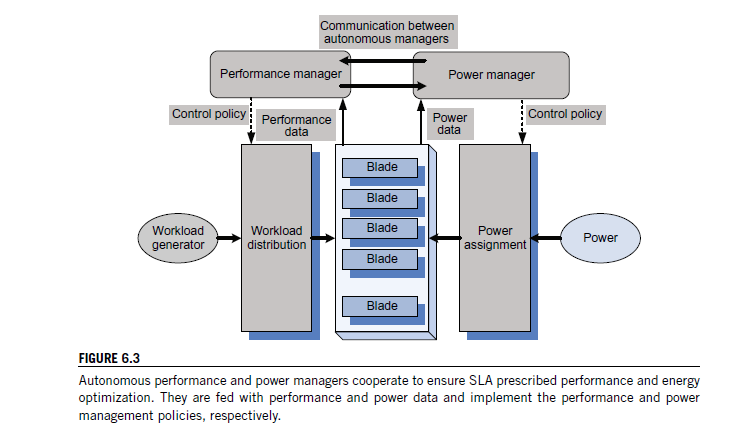 Communication between
autonomous managers
Performance manager
Power manager
Control policy
Performance
data
Power
data
Control policy
Blade
Blade
Blade
Blade
Blade
Workload
generator
Workload
distribution
Power
assignment
Power
FIGURE 6.3
Autonomous performance and power managers cooperate to ensure SLA prescribed performance and energy
optimization. They are fed with performance and power data and implement the performance and power
management policies, respectively.